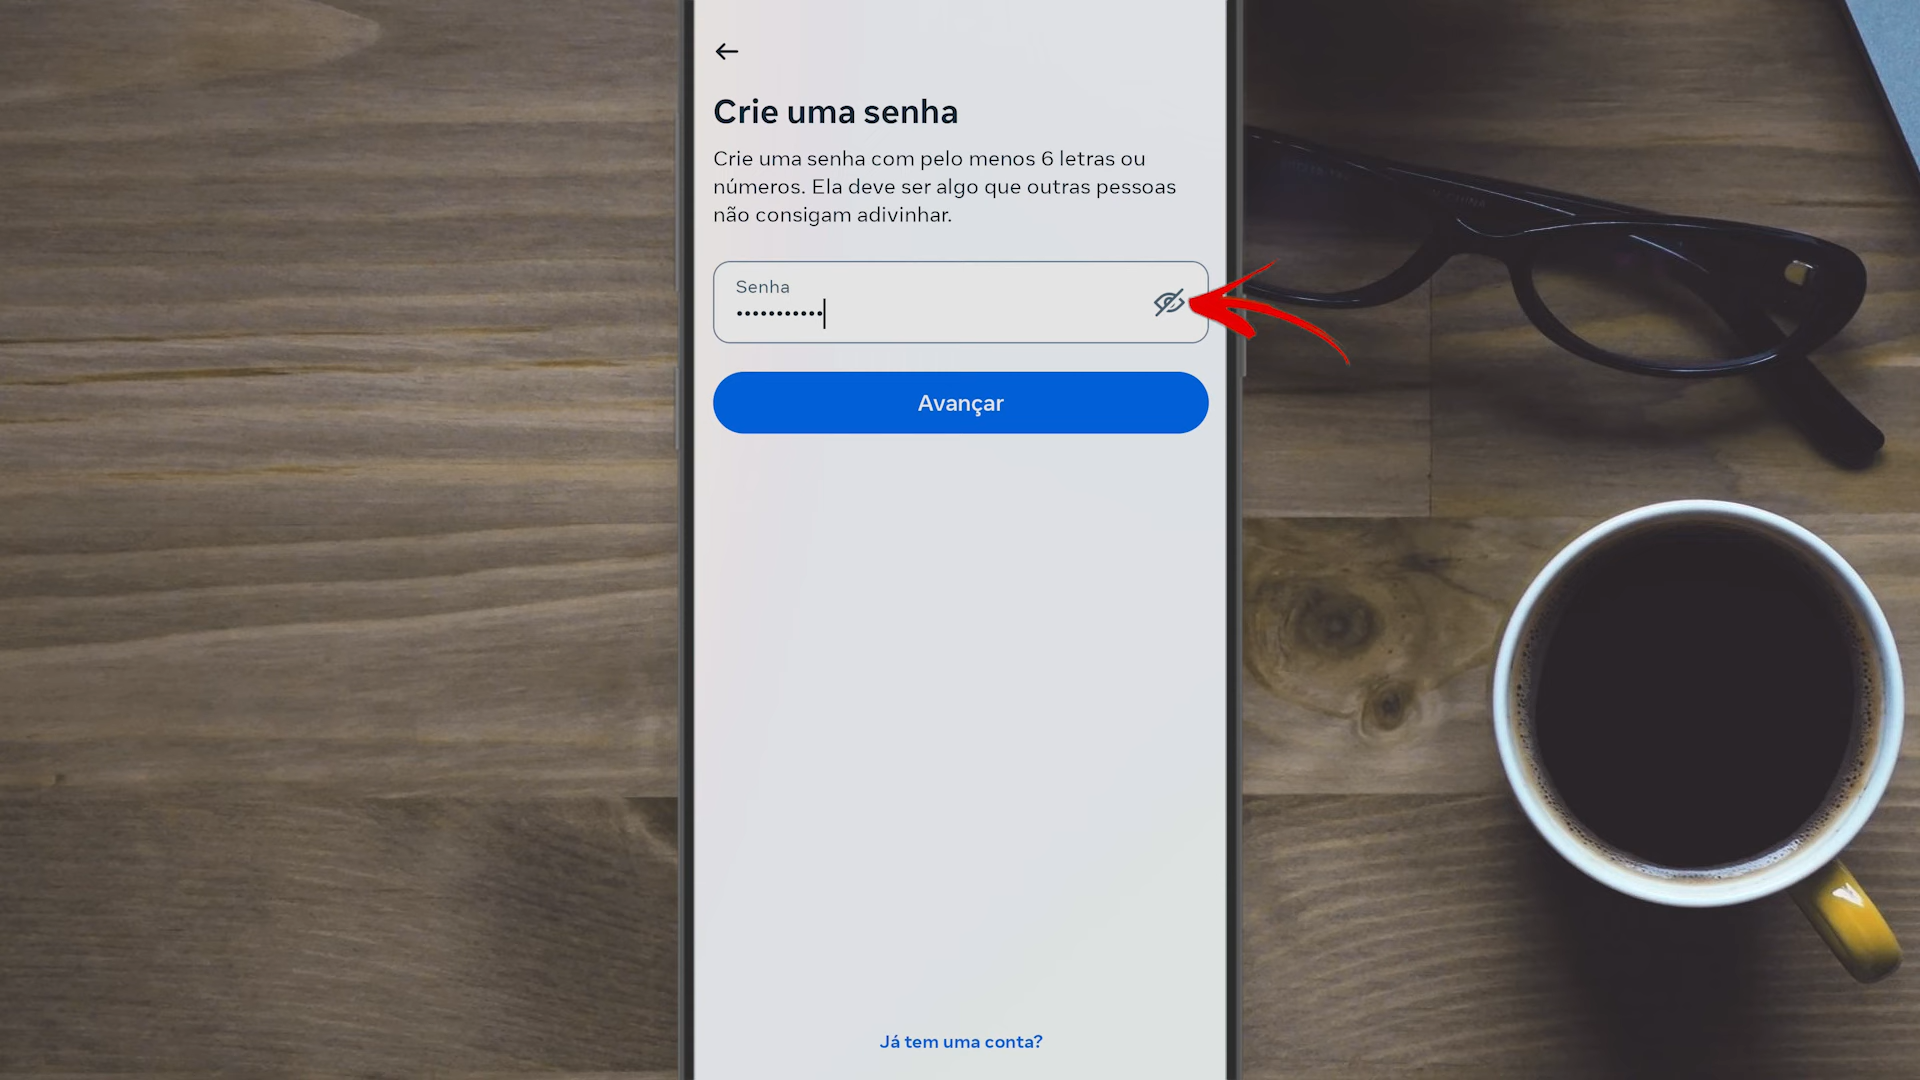 Crie uma senha
Crie uma senha com pelo menos 6 letras ou
números. Ela deve ser algo que outras pessoas
não consigam adivinhar.
Senha
•••••••••••
Avançar
Já tem uma conta?